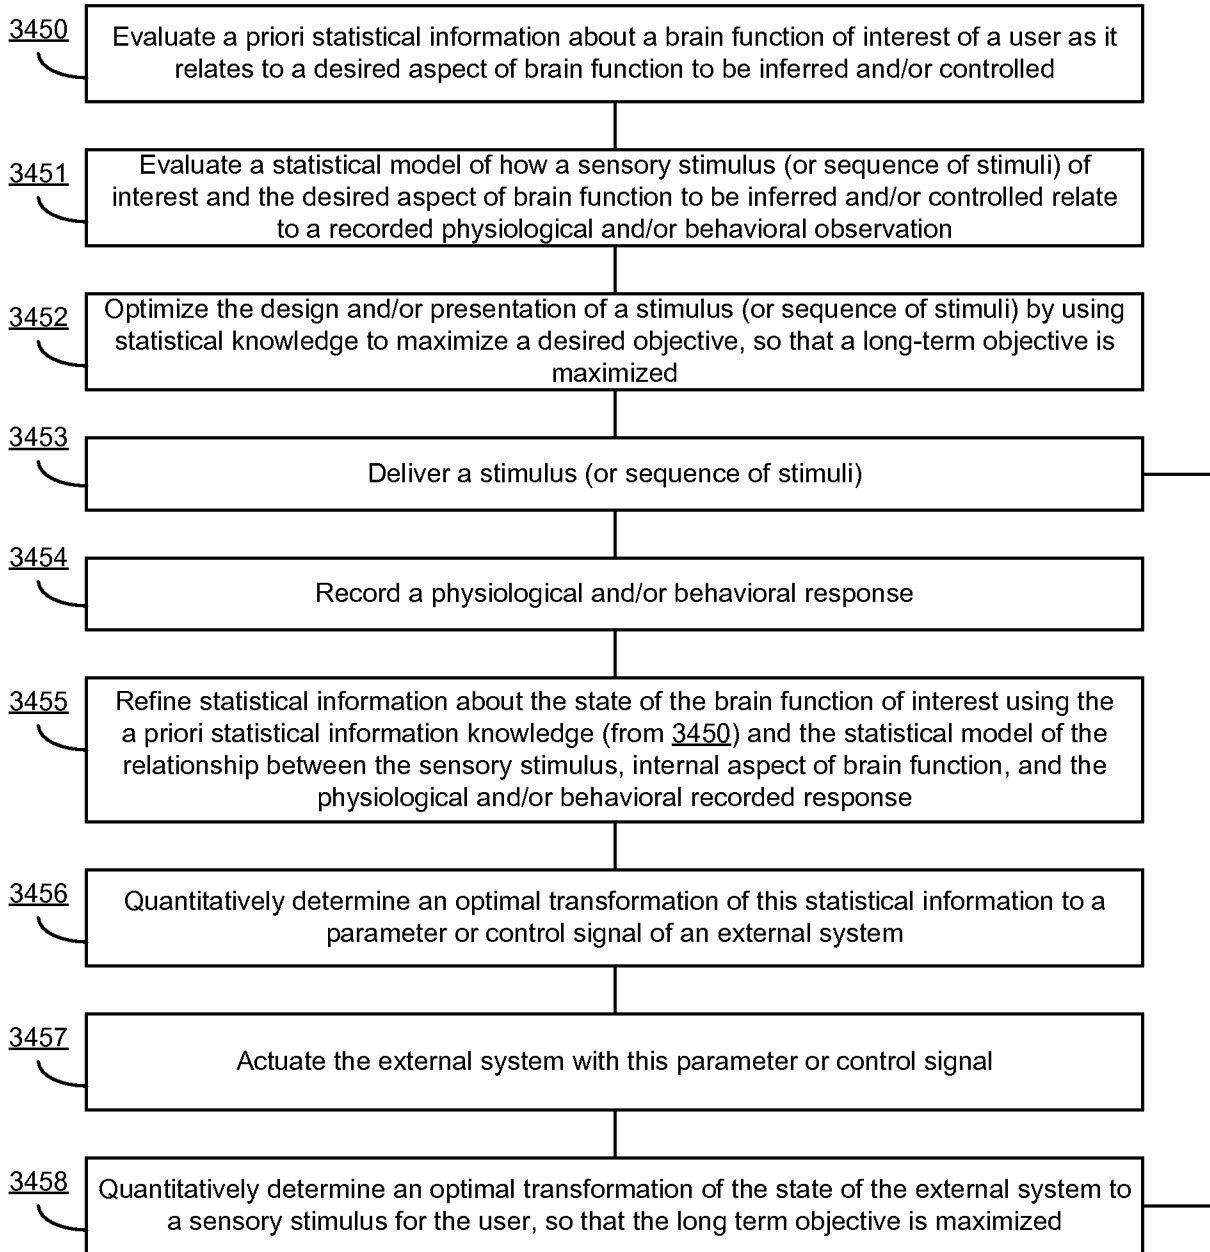 3450
Evaluate a priori statistical information about a brain function of interest of a user as it
relates to a desired aspect of brain function to be inferred and/or controlled
3451
Evaluate a statistical model of how a sensory stimulus (or sequence of stimuli) of
interest and the desired aspect of brain function to be inferred and/or controlled relate
to a recorded physiological and/or behavioral observation
3452
Optimize the design and/or presentation of a stimulus (or sequence of stimuli) by using
statistical knowledge to maximize a desired objective, so that a long-term objective is
maximized
3453
Deliver a stimulus (or sequence of stimuli)
3454
Record a physiological and/or behavioral response
3455
Refine statistical information about the state of the brain function of interest using the
a priori statistical information knowledge (from 3450) and the statistical model of the
relationship between the sensory stimulus, internal aspect of brain function, and the
physiological and/or behavioral recorded response
3456
Quantitatively determine an optimal transformation of this statistical information to a
parameter or control signal of an external system
3457
Actuate the external system with this parameter or control signal
3458
Quantitatively determine an optimal transformation of the state of the external system to
a sensory stimulus for the user, so that the long term objective is maximized